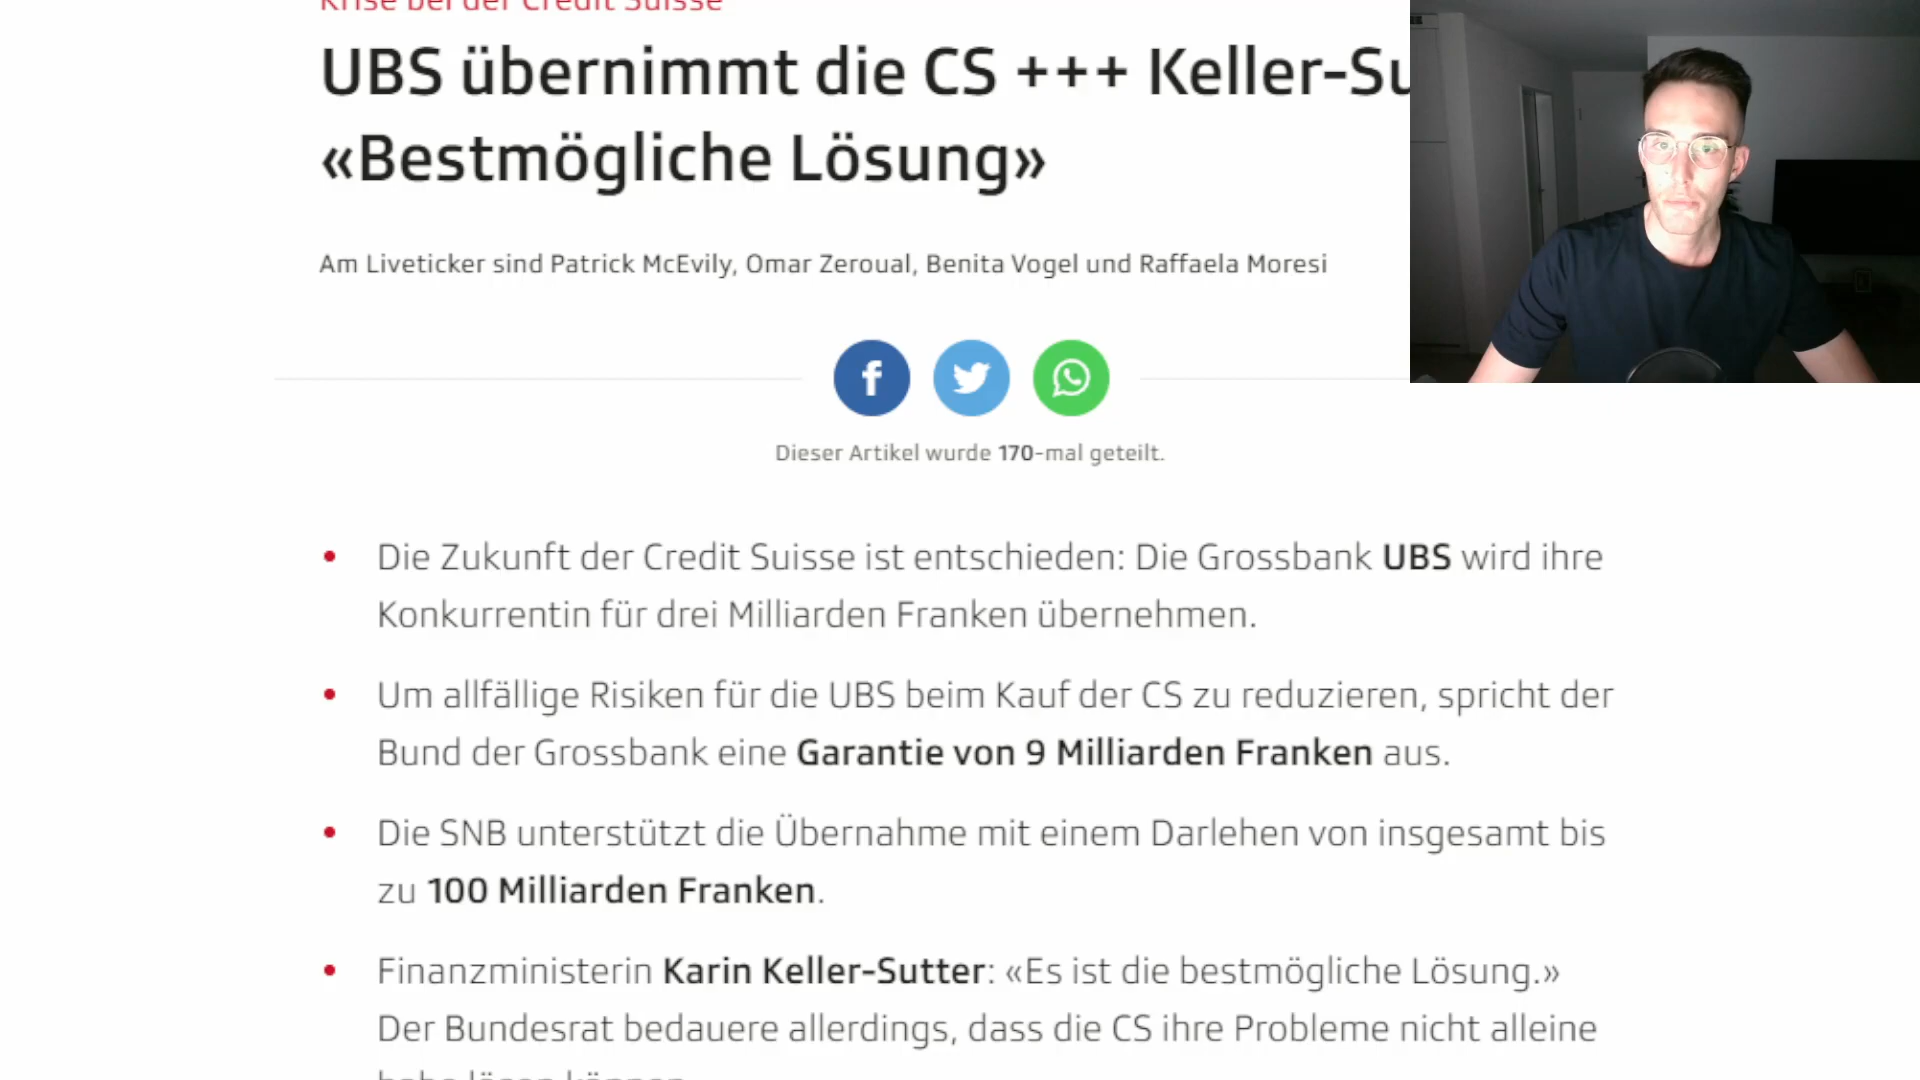 Krise bei der Credit Suisse
UBS übernimmt die CS +++ Keller-Su
«Bestmögliche Lösung»
Am Liveticker sind Patrick McEvily, Omar Zeroual, Benita Vogel und Raffaela Moresi
Dieser Artikel wurde 170-mal geteilt.
Die Zukunft der Credit Suisse ist entschieden: Die Grossbank UBS wird ihre
Konkurrentin für drei Milliarden Franken übernehmen.
Um allfällige Risiken für die UBS beim Kauf der CS zu reduzieren, spricht der
Bund der Grossbank eine Garantie von 9 Milliarden Franken aus.
Die SNB unterstützt die Übernahme mit einem Darlehen von insgesamt bis
zu 100 Milliarden Franken.
Finanzministerin Karin Keller-Sutter: «Es ist die bestmögliche Lösung.»
Der Bundesrat bedauere allerdings, dass die CS ihre Probleme nicht alleine